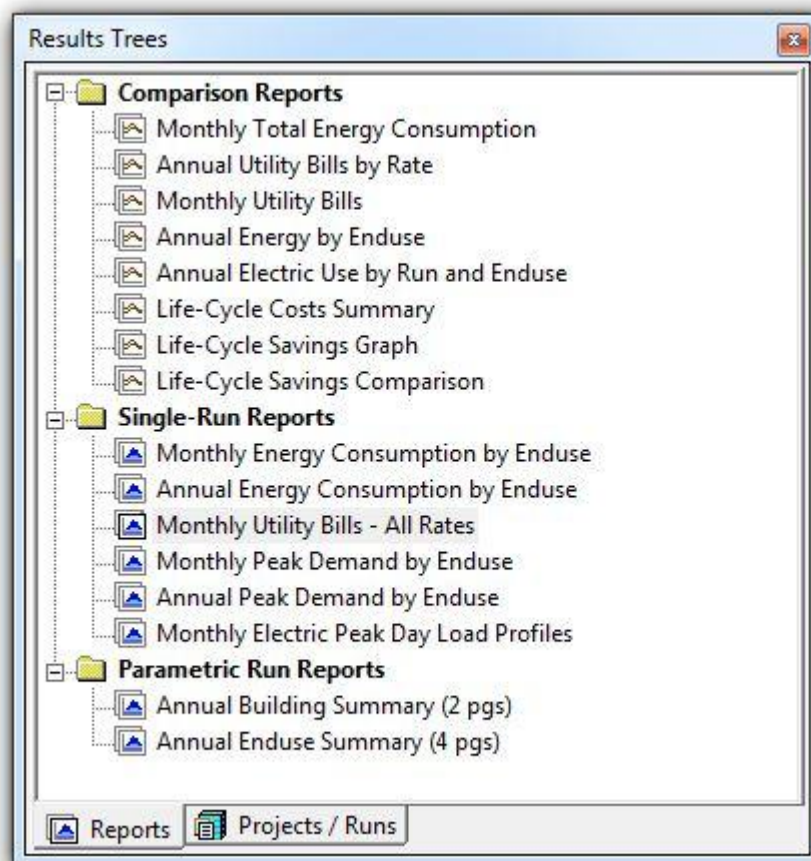 Results Trees
Comparison Reports
Monthly Total Energy Consumption
Annual Utility Bills by Rate
Monthly Utility Bills
Annual Energy by Enduse
Annual Electric Use by Run and Enduse
Life-Cycle Costs Summary
Life-Cycle Savings Graph
Life-Cycle Savings Comparison
Single-Run Reports
Monthly Energy Consumption by Enduse
Annual Energy Consumption by Enduse
Monthly Utility Bills - All Rates
Monthly Peak Demand by Enduse
Annual Peak Demand by Enduse
Monthly Electric Peak Day Load Profiles
Parametric Run Reports
Annual Building Summary (2 pgs)
Annual Enduse Summary (4 pgs)
Reports Projects / Runs